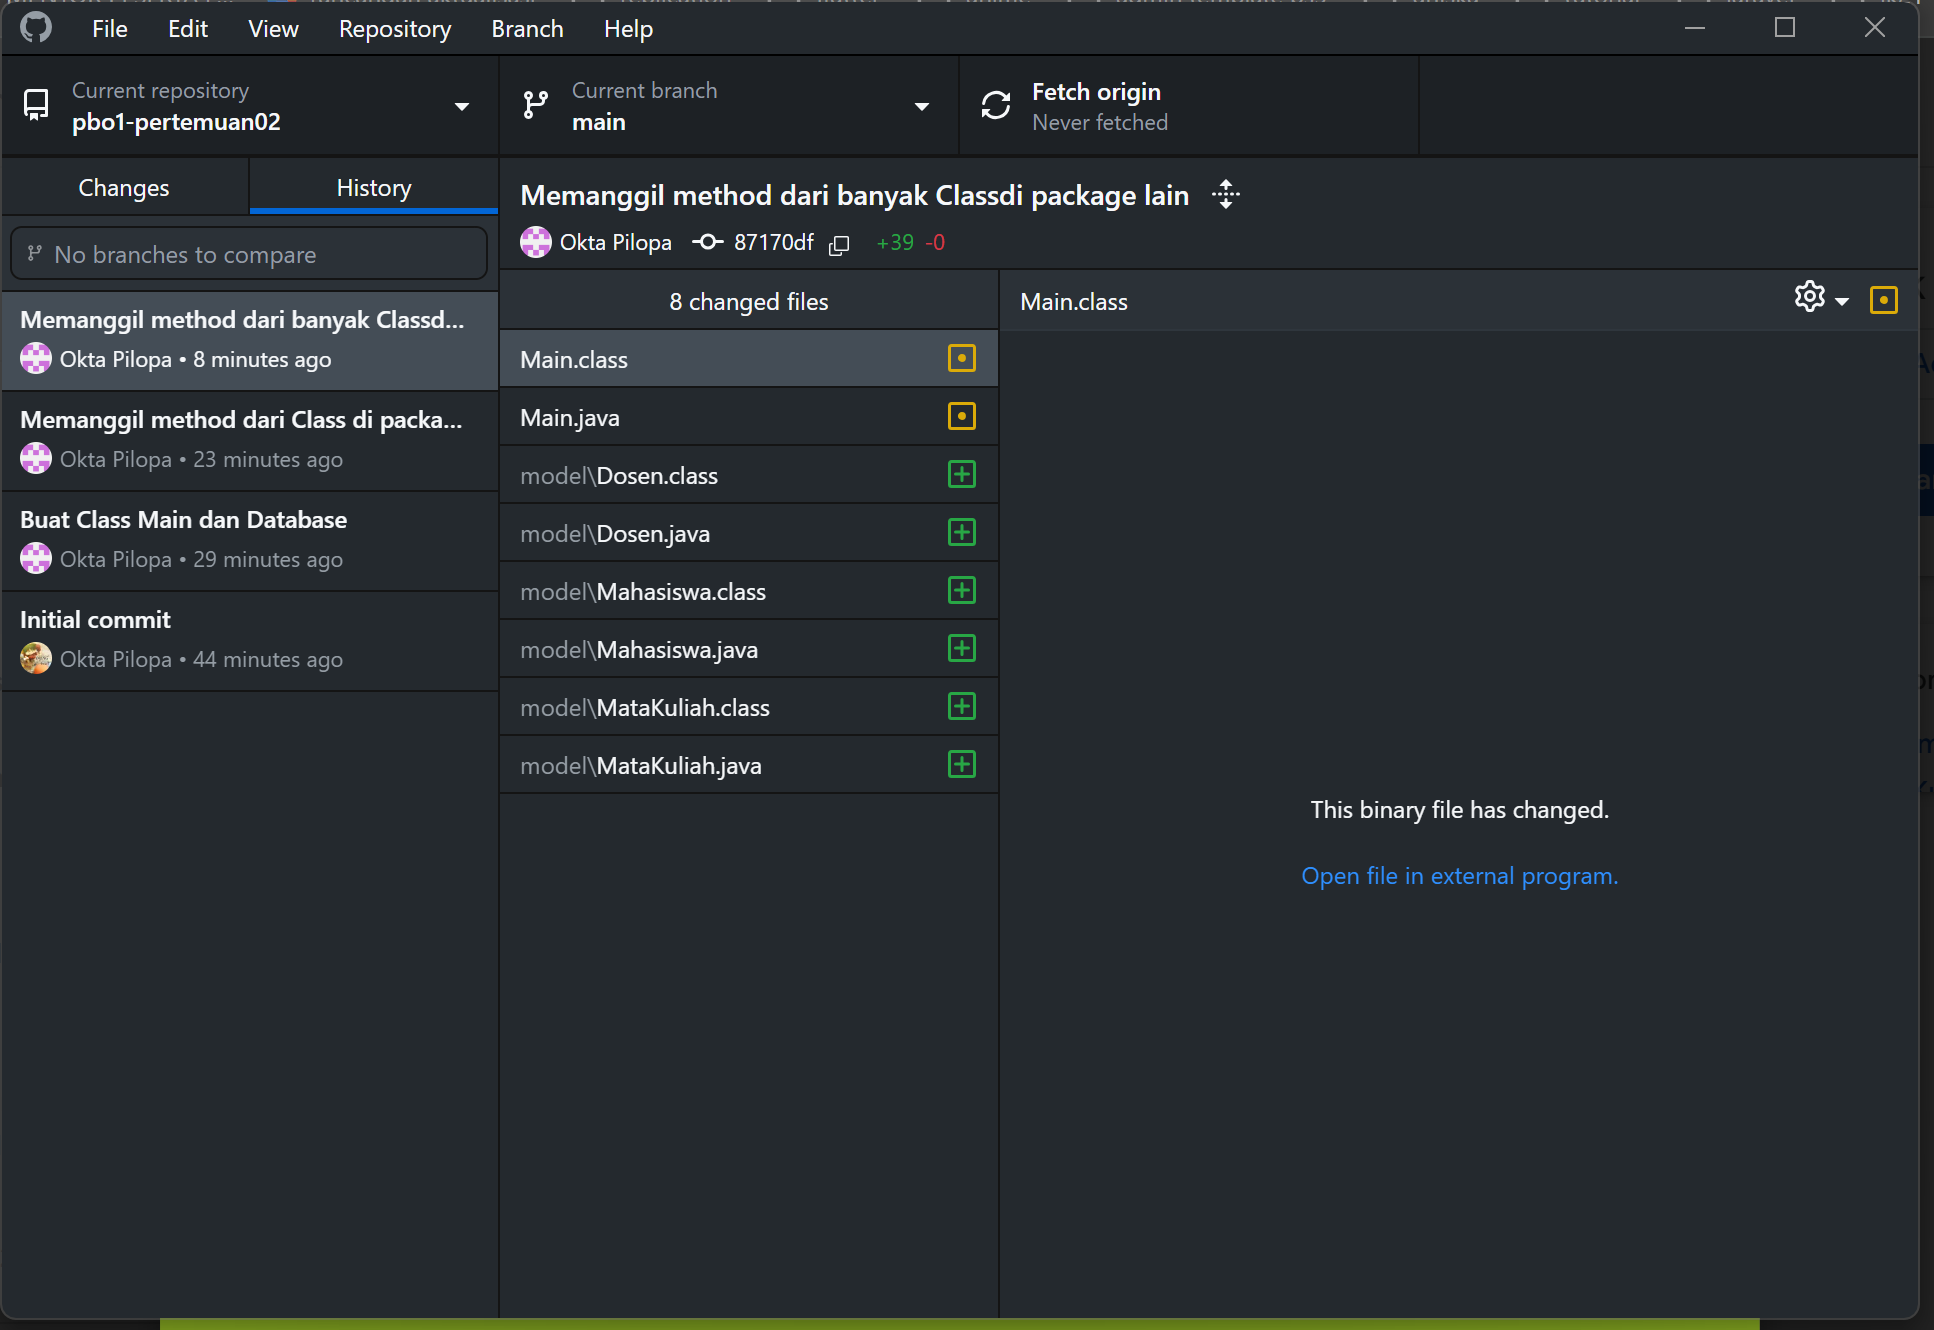 File Edit View Repository Branch Help
Current repository
pbo1-pertemuan02
Current branch
main
Fetch origin
Never fetched
Changes
History
No branches to compare
Memanggil method dari banyak Classd...
Okta Pilopa • 8 minutes ago
Memanggil method dari Class di packa...
Okta Pilopa • 23 minutes ago
Buat Class Main dan Database
Okta Pilopa • 29 minutes ago
Initial commit
Okta Pilopa • 44 minutes ago
Memanggil method dari banyak Classdi package lain
Okta Pilopa 87170df +39 -0
8 changed files
Main.class
Main.java
model\Dosen.class
model\Dosen.java
model\Mahasiswa.class
model\Mahasiswa.java
model\MataKuliah.class
model\MataKuliah.java
Main.class
This binary file has changed.
Open file in external program.